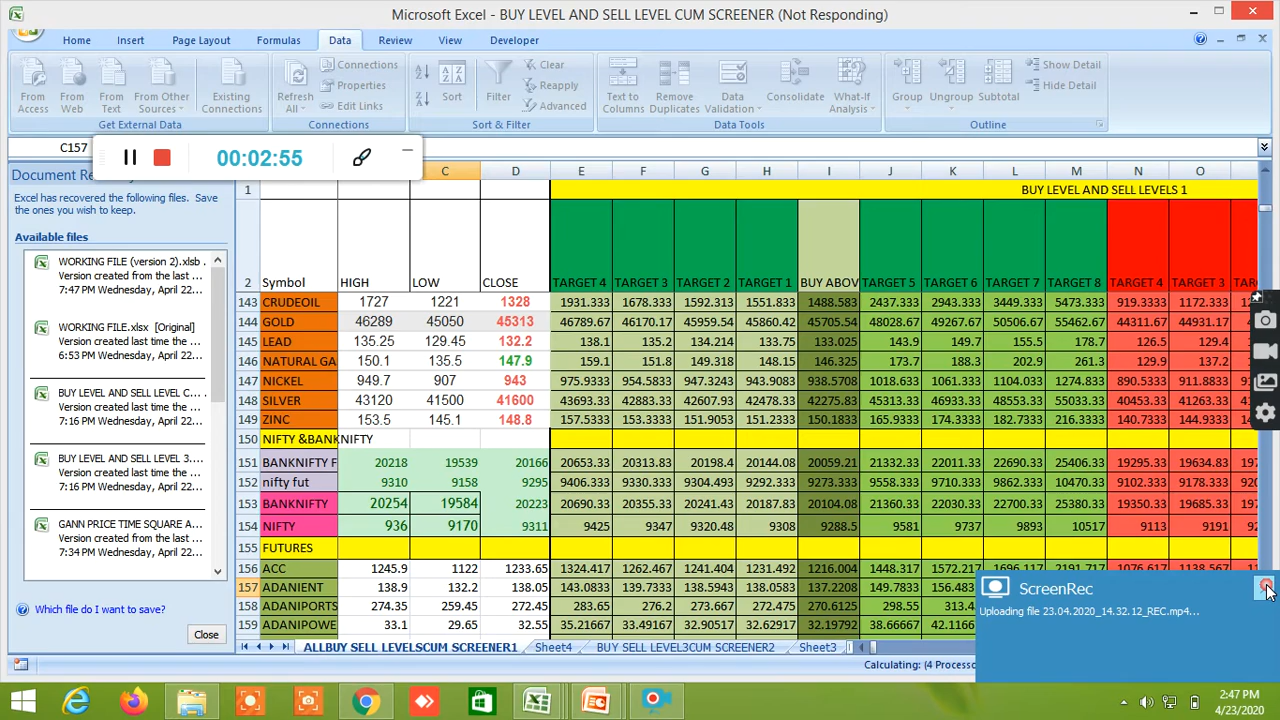 Microsoft Excel - BUY LEVEL AND SELL LEVEL CUM SCREENER (Not Responding)
Home Insert Page Layout Formulas Data Review View Developer
From Access
From Web
From Text
From Other Sources
Existing Connections
Get External Data
Refresh All
Connections
Properties
Edit Links
Connections
Sort
Filter
Clear
Reapply
Advanced
Sort & Filter
Text to Columns
Remove Duplicates
Data Validation
Consolidate
What-If Analysis
Data Tools
Group
Ungroup
Subtotal
Show Detail
Hide Detail
Outline
C157
00:02:55
Document Re
Excel has recovered the following files. Save the ones you wish to keep.
Available files
WORKING FILE (version 2).xlsb ...
Version created from the last ...
7:47 PM Wednesday, April 22...
WORKING FILE.xlsx [Original]
Version created from the last ...
6:53 PM Wednesday, April 22...
BUY LEVEL AND SELL LEVEL C...
Version created last time the ...
7:16 PM Wednesday, April 22...
BUY LEVEL AND SELL LEVEL 3....
Version created last time the ...
7:16 PM Wednesday, April 22...
GANN PRICE TIME SQUARE A...
Version created from the last ...
7:34 PM Wednesday, April 22...
Which file do I want to save?
Close
C D E F G H I J K L M N O
1 BUY LEVEL AND SELL LEVELS 1
2 Symbol HIGH LOW CLOSE TARGET 4 TARGET 3 TARGET 2 TARGET 1 BUY ABOV TARGET 5 TARGET 6 TARGET 7 TARGET 8 TARGET 4 TARGET 3
143 CRUDEOIL 1727 1221 1328 1931.333 1678.333 1592.313 1551.833 1488.583 2437.333 2943.333 3449.333 5473.333 919.3333 1172.333
144 GOLD 46289 45050 45313 46789.67 46170.17 45959.54 45860.42 45705.54 48028.67 49267.67 50506.67 55462.67 44311.67 44931.17
145 LEAD 135.25 129.45 132.2 138.1 135.2 134.214 133.75 133.025 143.9 149.7 155.5 178.7 126.5 129.4
146 NATURAL GA 150.1 135.5 147.9 159.1 151.8 149.318 148.15 146.325 173.7 188.3 202.9 261.3 129.9 137.2
147 NICKEL 949.7 907 943 975.9333 954.5833 947.3243 943.9083 938.5708 1018.633 1061.333 1104.033 1274.833 890.5333 911.8833
148 SILVER 43120 41500 41600 43693.33 42883.33 42607.93 42478.33 42275.83 45313.33 46933.33 48553.33 55033.33 40453.33 41263.33
149 ZINC 153.5 145.1 148.8 157.5333 153.3333 151.9053 151.2333 150.1833 165.9333 174.3333 182.7333 216.3333 140.7333 144.9333
150 NIFTY &BANKNIFTY
151 BANKNIFTY F 20218 19539 20166 20653.33 20313.83 20198.4 20144.08 20059.21 21332.33 22011.33 22690.33 25406.33 19295.33 19634.83
152 nifty fut 9310 9158 9295 9406.333 9330.333 9304.493 9292.333 9273.333 9558.333 9710.333 9862.333 10470.33 9102.333 9178.333
153 BANKNIFTY 20254 19584 20223 20690.33 20355.33 20241.43 20187.83 20104.08 21360.33 22030.33 22700.33 25380.33 19350.33 19685.33
154 NIFTY 936 9170 9311 9425 9347 9320.48 9308 9288.5 9581 9737 9893 10517 9113 9191
155 FUTURES
156 ACC 1245.9 1122 1233.65 1324.417 1262.467 1241.404 1231.492 1216.004 1448.317 1572.217 1696.117 2191.717 1076.617 1138.567
157 ADANIENT 138.9 132.2 138.05 143.0833 139.7333 138.5943 138.0583 137.2208 149.7833 156.483
158 ADANIPORTS 274.35 259.45 272.45 283.65 276.2 273.667 272.475 270.6125 298.55 313.4
159 ADANIPOWE 33.1 29.65 32.55 35.21667 33.49167 32.90517 32.62917 32.19792 38.66667 42.1166
ScreenRec
Uploading file 23.04.2020_14.32.12_REC.mp4...
ALLBUY SELL LEVELSCUM SCREENER1 Sheet4 BUY SELL LEVEL3CUM SCREENER2 Sheet3
Calculating: (4 Process
2:47 PM
4/23/2020